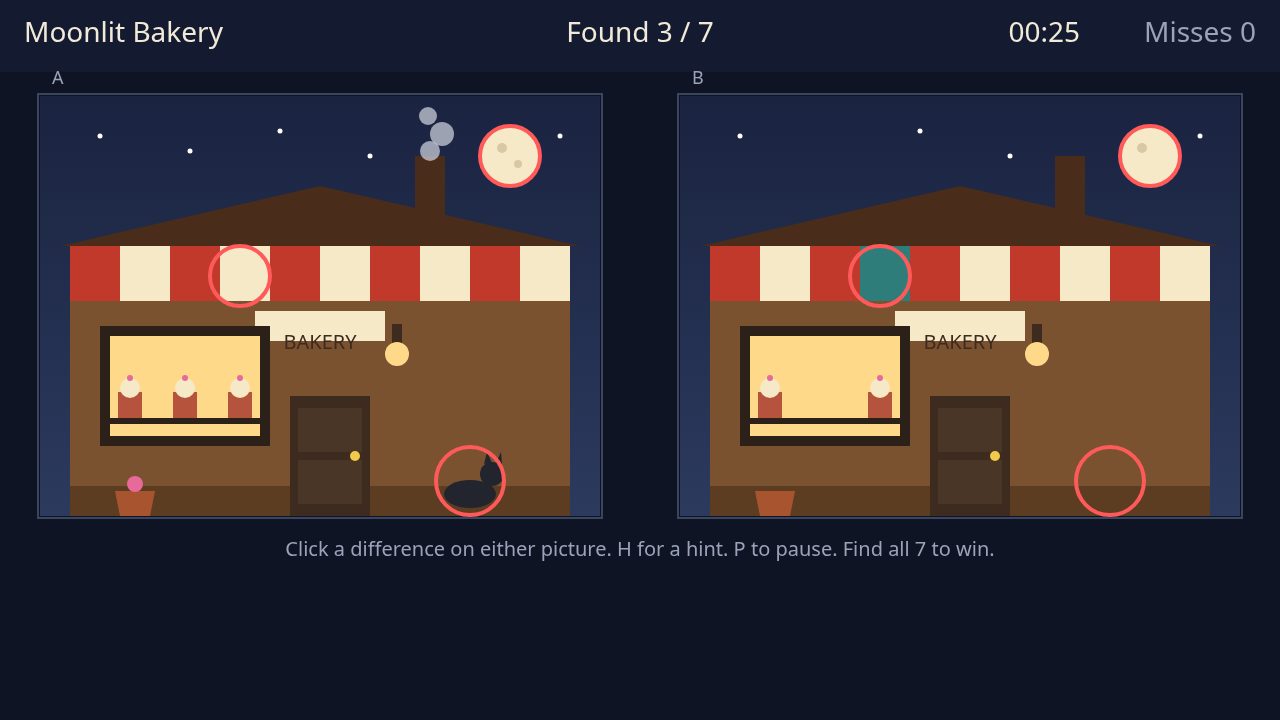 Moonlit Bakery
Found 3 / 7
00:25
Misses 0
A
B
BAKERY
BAKERY
Click a difference on either picture. H for a hint. P to pause. Find all 7 to win.